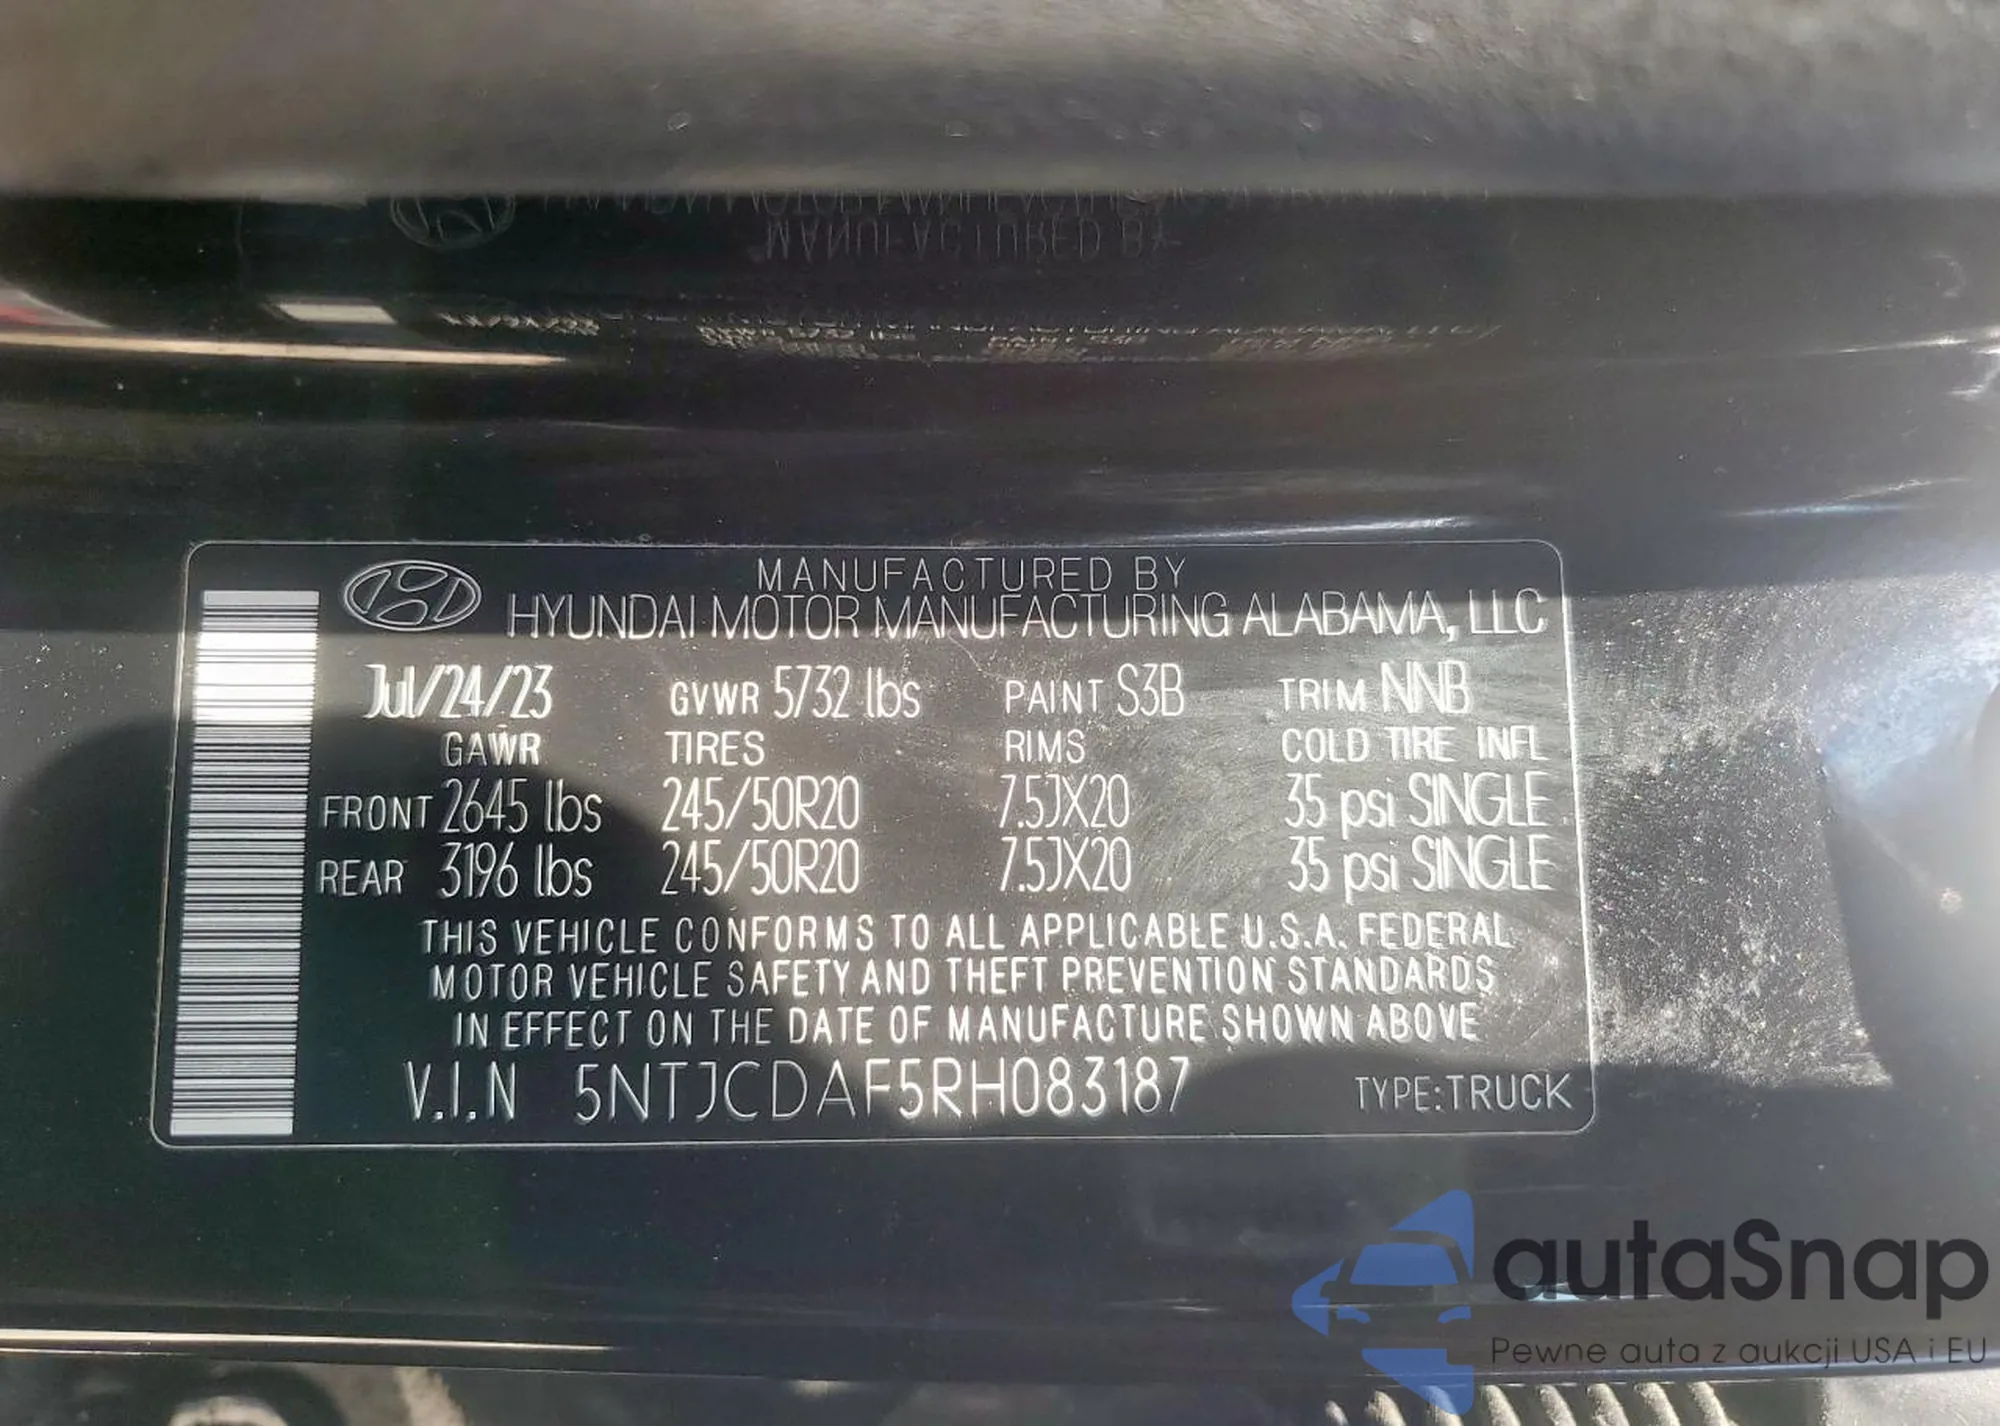 MANUFACTURED BY
HYUNDAI MOTOR MANUFACTURING ALABAMA, LLC
Jul/24/23 GVWR 5732 lbs PAINT S3B TRIM NNB
GAWR TIRES RIMS COLD TIRE INFL
FRONT 2645 lbs 245/50R20 7.5JX20 35 psi SINGLE
REAR 3196 lbs 245/50R20 7.5JX20 35 psi SINGLE
THIS VEHICLE CONFORMS TO ALL APPLICABLE U.S.A. FEDERAL
MOTOR VEHICLE SAFETY AND THEFT PREVENTION STANDARDS
IN EFFECT ON THE DATE OF MANUFACTURE SHOWN ABOVE
V.I.N 5NTJCDAF5RH083187 TYPE:TRUCK
autaSnap
Pewne auta z aukcji USA i EU